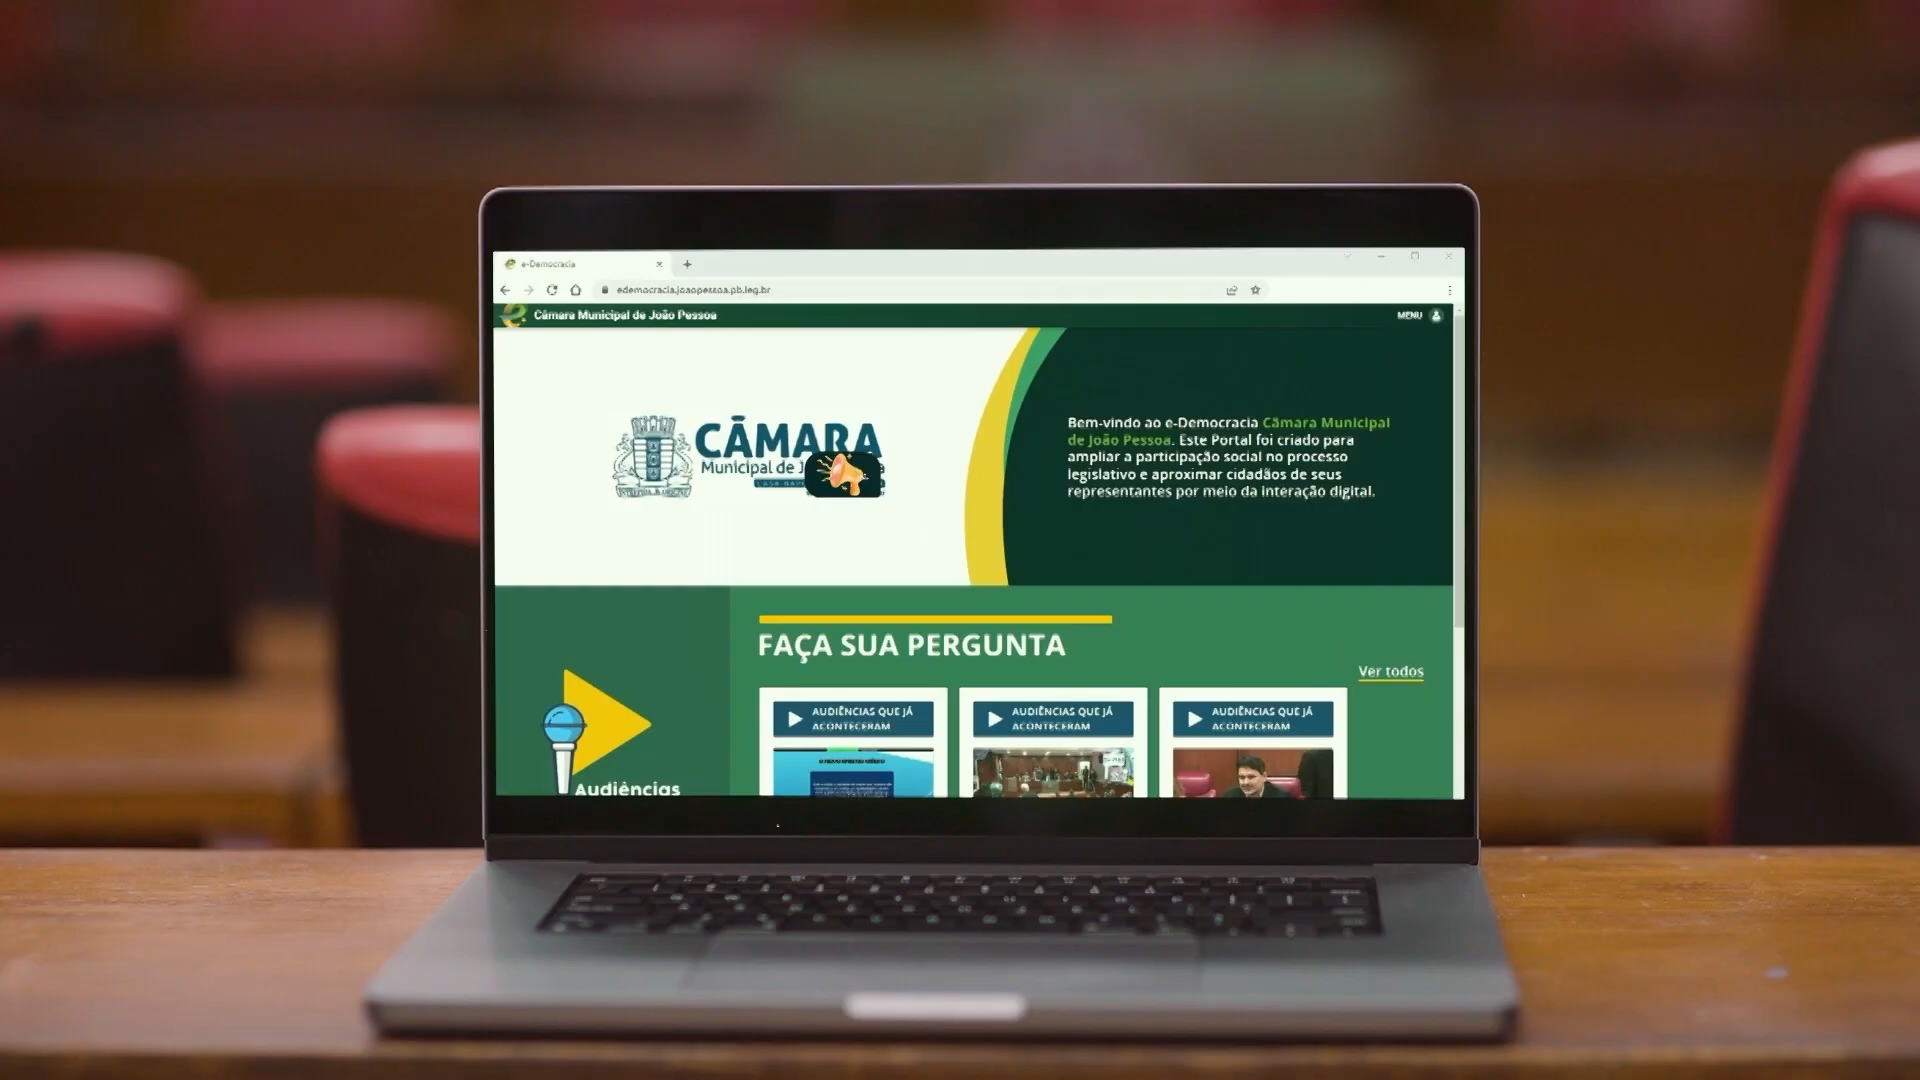 e-Democracia
edemocracia.joaopessoa.pb.leg.br
Câmara Municipal de João Pessoa
MENU
CÂMARA
Municipal de J
Bem-vindo ao e-Democracia Câmara Municipal
de João Pessoa. Este Portal foi criado para
ampliar a participação social no processo
legislativo e aproximar cidadãos de seus
representantes por meio da interação digital.
FAÇA SUA PERGUNTA
Ver todos
AUDIÊNCIAS QUE JÁ
ACONTECERAM
AUDIÊNCIAS QUE JÁ
ACONTECERAM
AUDIÊNCIAS QUE JÁ
ACONTECERAM
Audiências